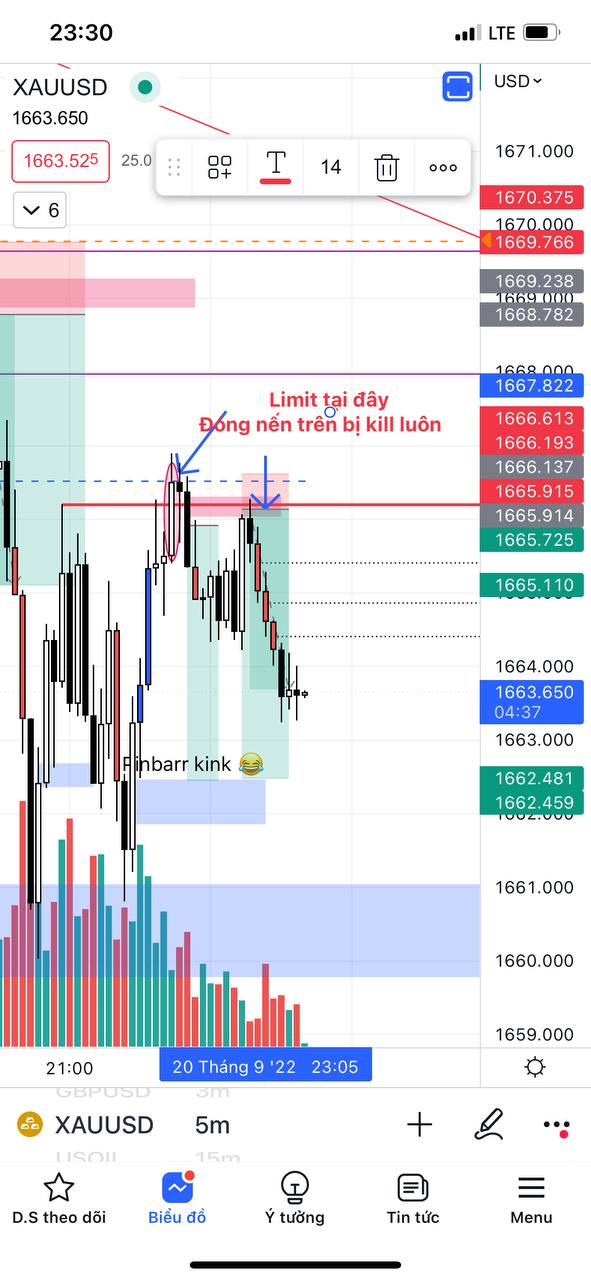 23:30
LTE
XAUUSD
USD
1663.650
1663.525
25.0
T
14
6
1671.000
1670.375
1670.000
1669.766
1669.238
1669.000
1668.782
1668.000
1667.822
Limit tại đây
Đóng nến trên bị kill luôn
1666.613
1666.193
1666.137
1665.915
1665.914
1665.725
1665.110
1664.000
1663.650
04:37
1663.000
Pinbarr kink 😂
1662.481
1662.459
1662.000
1661.000
1660.000
1659.000
21:00
20 Tháng 9 '22 23:05
GBPUSD 3m
XAUUSD 5m
USOIL 15m
D.S theo dõi
Biểu đồ
Ý tưởng
Tin tức
Menu